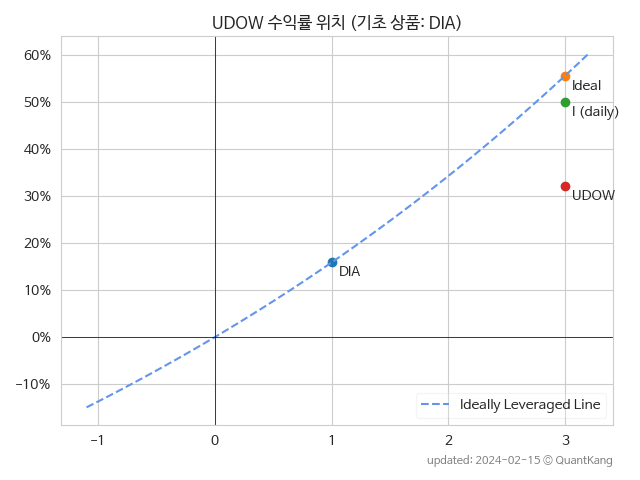 UDOW 수익률 위치 (기초 상품: DIA)
60%
50%
40%
30%
20%
10%
0%
−10%
Ideal
I (daily)
UDOW
DIA
Ideally Leveraged Line
−1
0
1
2
3
updated: 2024-02-15 © QuantKang